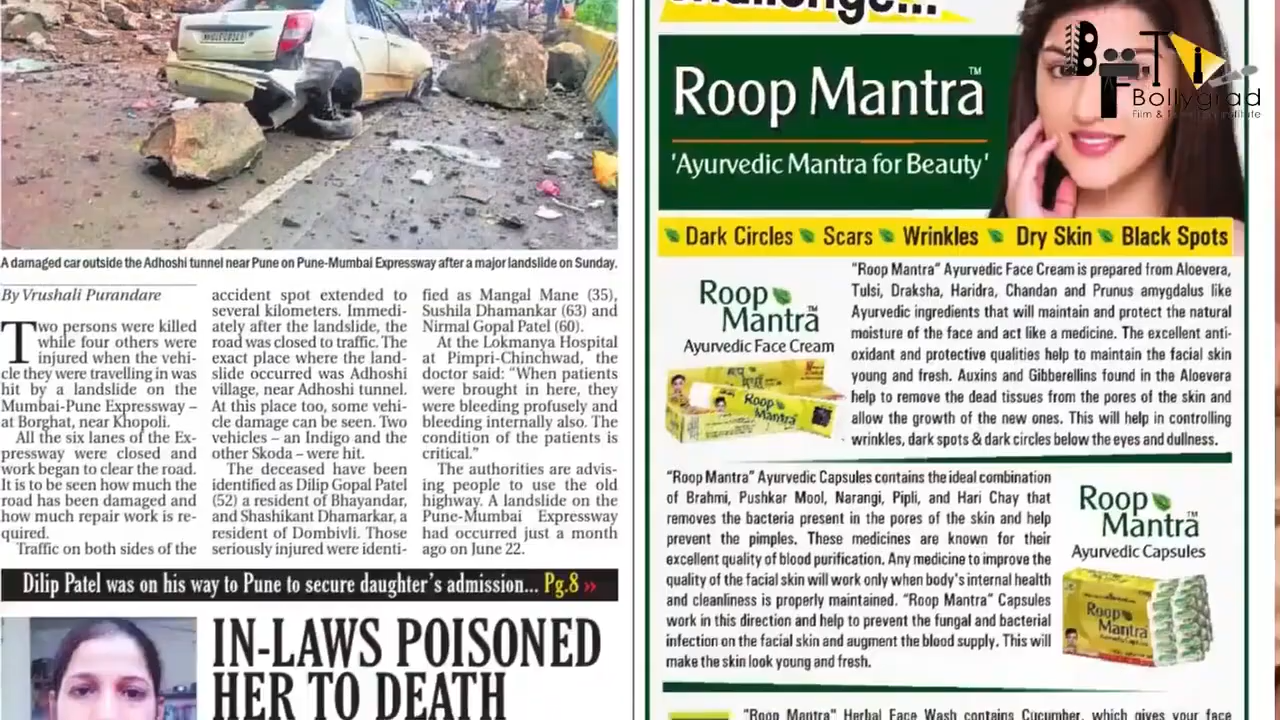 A damaged car outside the Adhoshi tunnel near Pune on Pune-Mumbai Expressway after a major landslide on Sunday.
By Vrushali Purandare
Two persons were killed
while four others were
injured when the vehi-
cle they were travelling in was
hit by a landslide on the
Mumbai-Pune Expressway –
at Borghat, near Khopoli.
All the six lanes of the Ex-
pressway were closed and
work began to clear the road.
It is to be seen how much the
road has been damaged and
how much repair work is re-
quired.
Traffic on both sides of the
accident spot extended to
several kilometers. Immedi-
ately after the landslide, the
road was closed to traffic. The
exact place where the land-
slide occurred was Adhoshi
village, near Adhoshi tunnel.
At this place too, some vehi-
cle damage can be seen. Two
vehicles – an Indigo and the
other Skoda – were hit.
The deceased have been
identified as Dilip Gopal Patel
(52) a resident of Bhayandar,
and Shashikant Dhamarkar, a
resident of Dombivli. Those
seriously injured were identi-
fied as Mangal Mane (35),
Sushila Dhamankar (63) and
Nirmal Gopal Patel (60).
At the Lokmanya Hospital
at Pimpri-Chinchwad, the
doctor said: “When patients
were brought in here, they
were bleeding profusely and
bleeding internally also. The
condition of the patients is
critical.”
The authorities are advis-
ing people to use the old
highway. A landslide on the
Pune-Mumbai Expressway
had occurred just a month
ago on June 22.
Dilip Patel was on his way to Pune to secure daughter’s admission... Pg.8 »
IN-LAWS POISONED
HER TO DEATH
Challenge...
Roop Mantra™
'Ayurvedic Mantra for Beauty'
Dark Circles Scars Wrinkles Dry Skin Black Spots
Roop
Mantra™
Ayurvedic Face Cream
Roop
Mantra
"Roop Mantra" Ayurvedic Face Cream is prepared from Aloevera,
Tulsi, Draksha, Haridra, Chandan and Prunus amygdalus like
Ayurvedic ingredients that will maintain and protect the natural
moisture of the face and act like a medicine. The excellent anti-
oxidant and protective qualities help to maintain the facial skin
young and fresh. Auxins and Gibberellins found in the Aloevera
help to remove the dead tissues from the pores of the skin and
allow the growth of the new ones. This will help in controlling
wrinkles, dark spots & dark circles below the eyes and dullness.
"Roop Mantra" Ayurvedic Capsules contains the ideal combination
of Brahmi, Pushkar Mool, Narangi, Pipli, and Hari Chay that
removes the bacteria present in the pores of the skin and help
prevent the pimples. These medicines are known for their
excellent quality of blood purification. Any medicine to improve the
quality of the facial skin will work only when body's internal health
and cleanliness is properly maintained. "Roop Mantra" Capsules
work in this direction and help to prevent the fungal and bacterial
infection on the facial skin and augment the blood supply. This will
make the skin look young and fresh.
Roop
Mantra™
Ayurvedic Capsules
Roop
Mantra
"Roop Mantra" Herbal Face Wash contains Cucumber, which gives your face
BFTI
Bollygrad
Film &